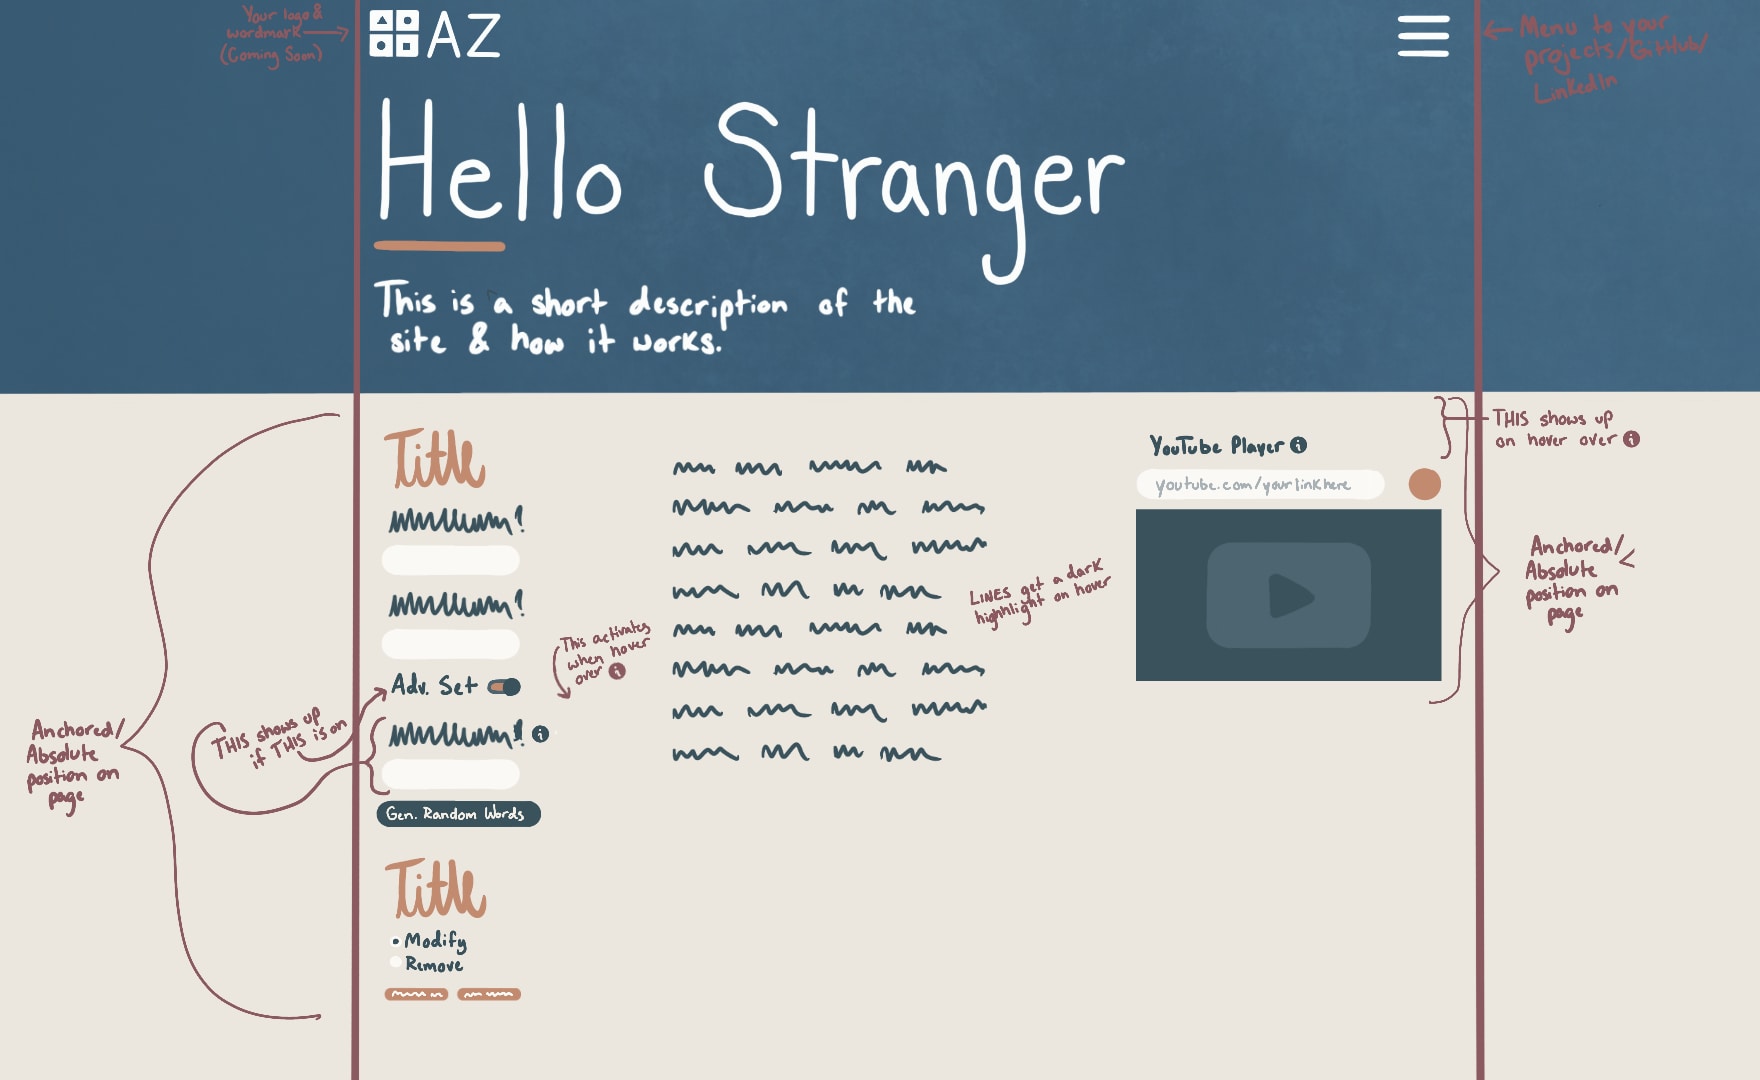 Your logo &
wordmark
(Coming Soon)
AZ
Menu to your
projects/GitHub/
LinkedIn
Hello Stranger
This is a short description of the
site & how it works.
Title
YouTube Player i
youtube.com/yourlinkhere
THIS shows up
on hover over i
LINES get a dark
highlight on hover
Anchored/
Absolute
position on
page
This activates
when hover
over i
Adv. Set
THIS shows up
if THIS is on
i
Anchored/
Absolute
position on
page
Gen. Random Words
Title
Modify
Remove